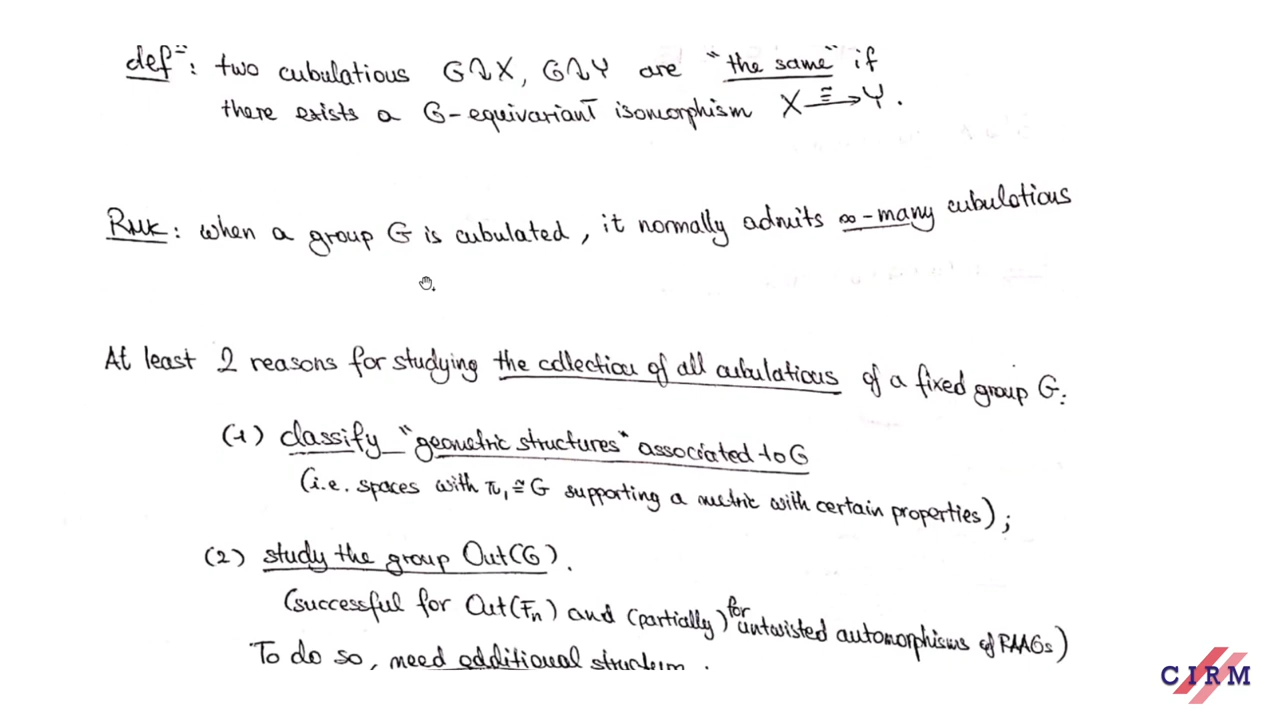 defⁿ: two cubulations G↷X, G↷Y are "the same" if
there exists a G-equivariant isomorphism X ≅→ Y.
Rmk: when a group G is cubulated, it normally admits ∞-many cubulations
At least 2 reasons for studying the collection of all cubulations of a fixed group G:
(1) classify "geometric structures" associated to G
(i.e. spaces with π₁≅G supporting a metric with certain properties);
(2) study the group Out(G).
(successful for Out(Fₙ) and (partially) for untwisted automorphisms of RAAGs)
To do so, need additional structure.
CIRM